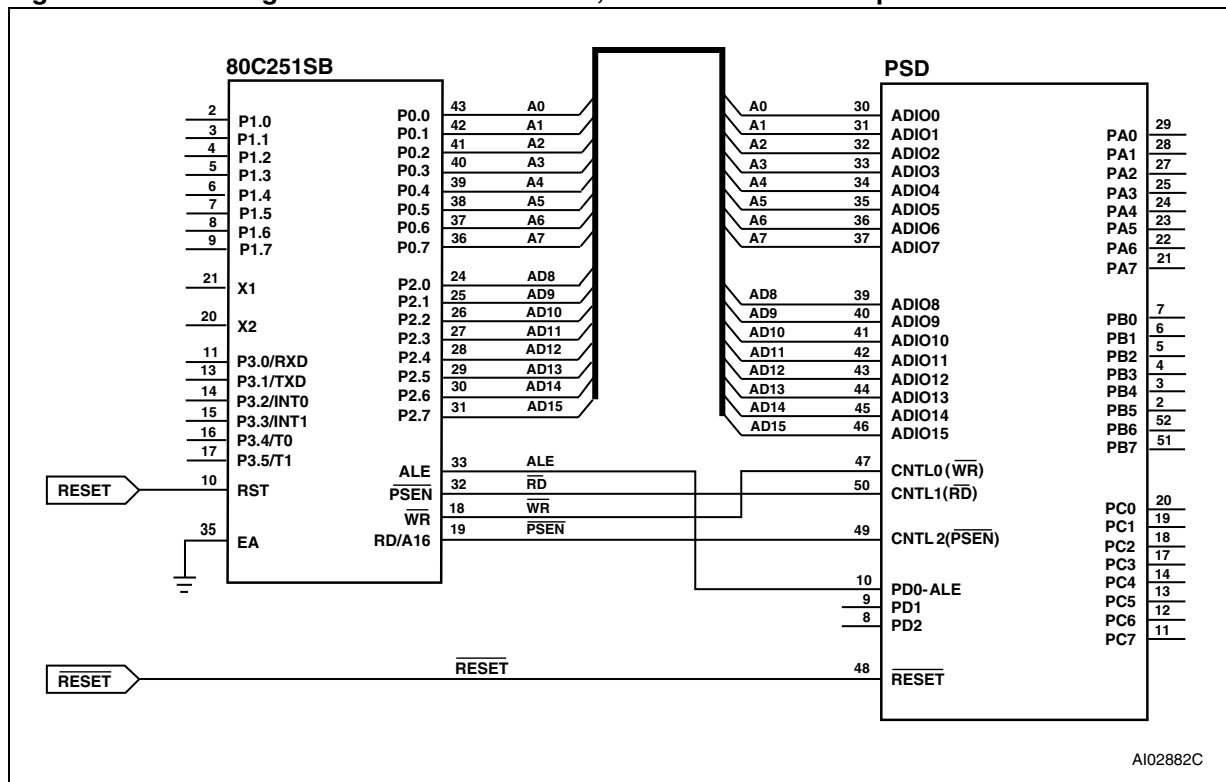 80C251SB
2 P1.0
3 P1.1
4 P1.2
5 P1.3
6 P1.4
7 P1.5
8 P1.6
9 P1.7
21 X1
20 X2
11 P3.0/RXD
13 P3.1/TXD
14 P3.2/INT0
15 P3.3/INT1
16 P3.4/T0
17 P3.5/T1
RESET 10 RST
35 EA
P0.0 43 A0
P0.1 42 A1
P0.2 41 A2
P0.3 40 A3
P0.4 39 A4
P0.5 38 A5
P0.6 37 A6
P0.7 36 A7
P2.0 24 AD8
P2.1 25 AD9
P2.2 26 AD10
P2.3 27 AD11
P2.4 28 AD12
P2.5 29 AD13
P2.6 30 AD14
P2.7 31 AD15
ALE 33 ALE
PSEN 32 RD
WR 18 WR
RD/A16 19 PSEN
PSD
A0 30 ADIO0
A1 31 ADIO1
A2 32 ADIO2
A3 33 ADIO3
A4 34 ADIO4
A5 35 ADIO5
A6 36 ADIO6
A7 37 ADIO7
AD8 39 ADIO8
AD9 40 ADIO9
AD10 41 ADIO10
AD11 42 ADIO11
AD12 43 ADIO12
AD13 44 ADIO13
AD14 45 ADIO14
AD15 46 ADIO15
47 CNTL0(WR)
50 CNTL1(RD)
49 CNTL 2(PSEN)
10 PD0-ALE
9 PD1
8 PD2
RESET RESET 48 RESET
PA0 29
PA1 28
PA2 27
PA3 25
PA4 24
PA5 23
PA6 22
PA7 21
PB0 7
PB1 6
PB2 5
PB3 4
PB4 3
PB5 2
PB6 52
PB7 51
PC0 20
PC1 19
PC2 18
PC3 17
PC4 14
PC5 13
PC6 12
PC7 11
AI02882C